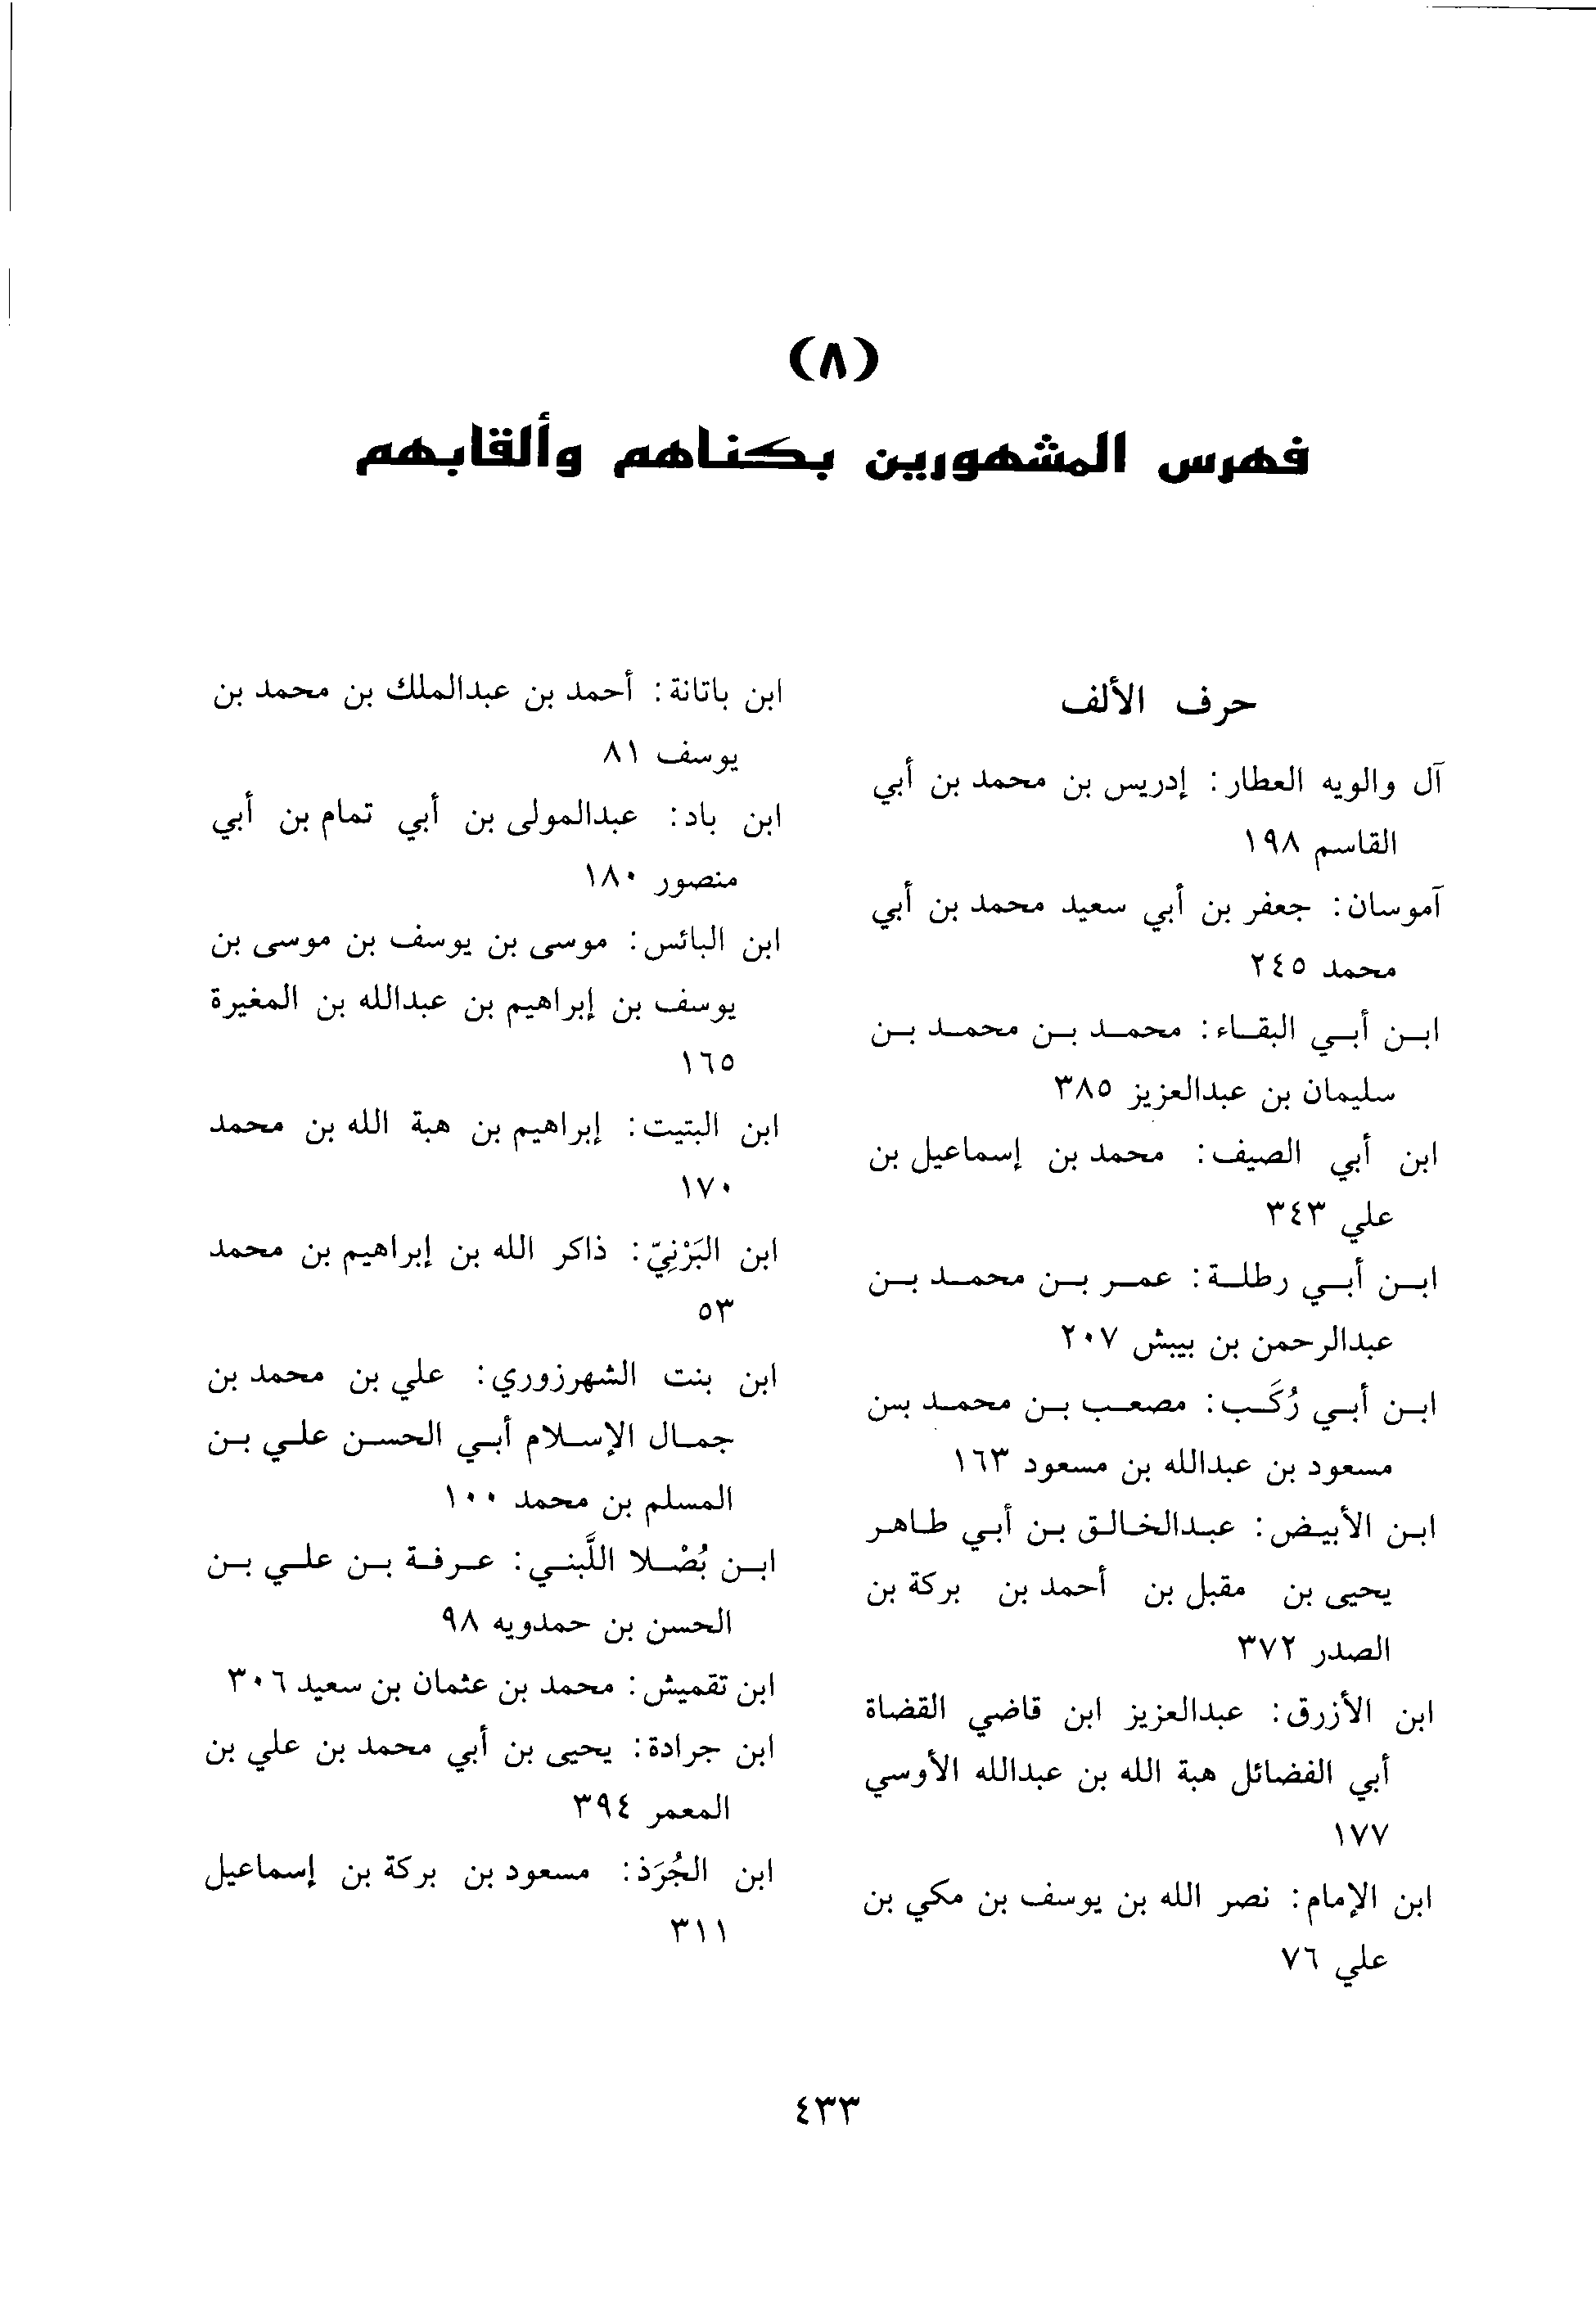 (٨)
فهرس المشهورين بكناهم وألقابهم
حرف الألف
آل والويه العطار: إدريس بن محمد بن أبي
القاسم ١٩٨
آموسان: جعفر بن أبي سعيد محمد بن أبي
محمد ٢٤٥
ابن أبي البقاء: محمد بن محمد بن
سليمان بن عبدالعزيز ٣٨٥
ابن أبي الصيف: محمد بن إسماعيل بن
علي ٣٤٣
ابن أبي رطلة: عمر بن محمد بن
عبدالرحمن بن بيبش ٢٠٧
ابن أبي رُكَب: مصعب بن محمد بن
مسعود بن عبدالله بن مسعود ١٦٣
ابن الأبيض: عبدالخالق بن أبي طاهر
يحيى بن مقبل بن أحمد بن بركة بن
الصدر ٣٧٢
ابن الأزرق: عبدالعزيز ابن قاضي القضاة
أبي الفضائل هبة الله بن عبدالله الأوسي
١٧٧
ابن الإمام: نصر الله بن يوسف بن مكي بن
علي ٧٦
ابن باتانة: أحمد بن عبدالملك بن محمد بن
يوسف ٨١
ابن باد: عبدالمولى بن أبي تمام بن أبي
منصور ١٨٠
ابن البائس: موسى بن يوسف بن موسى بن
يوسف بن إبراهيم بن عبدالله بن المغيرة
١٦٥
ابن البتيت: إبراهيم بن هبة الله بن محمد
١٧٠
ابن البَرْنِيّ: ذاكر الله بن إبراهيم بن محمد
٥٣
ابن بنت الشهرزوري: علي بن محمد بن
جمال الإسلام أبي الحسن علي بن
المسلم بن محمد ١٠٠
ابن بُصْلا اللَّبني: عرفة بن علي بن
الحسن بن حمدويه ٩٨
ابن تقميش: محمد بن عثمان بن سعيد ٣٠٦
ابن جرادة: يحيى بن أبي محمد بن علي بن
المعمر ٣٩٤
ابن الجُرَذ: مسعود بن بركة بن إسماعيل
٣١١
٤٣٣